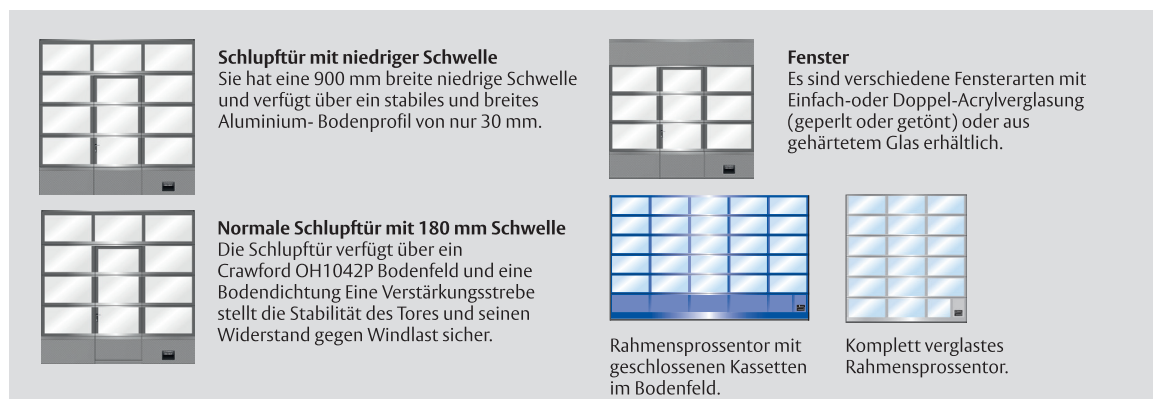 Schlupftür mit niedriger Schwelle
Sie hat eine 900 mm breite niedrige Schwelle
und verfügt über ein stabiles und breites
Aluminium- Bodenprofil von nur 30 mm.
Normale Schlupftür mit 180 mm Schwelle
Die Schlupftür verfügt über ein
Crawford OH1042P Bodenfeld und eine
Bodendichtung Eine Verstärkungsstrebe
stellt die Stabilität des Tores und seinen
Widerstand gegen Windlast sicher.
Fenster
Es sind verschiedene Fensterarten mit
Einfach-oder Doppel-Acrylverglasung
(geperlt oder getönt) oder aus
gehärtetem Glas erhältlich.
Rahmensprossentor mit
geschlossenen Kassetten
im Bodenfeld.
Komplett verglastes
Rahmensprossentor.